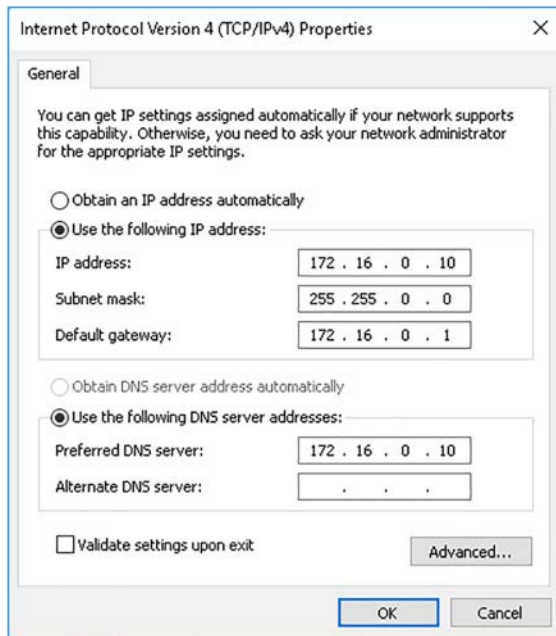 Internet Protocol Version 4 (TCP/IPv4) Properties
General
You can get IP settings assigned automatically if your network supports
this capability. Otherwise, you need to ask your network administrator
for the appropriate IP settings.
Obtain an IP address automatically
Use the following IP address:
IP address: 172 . 16 . 0 . 10
Subnet mask: 255 . 255 . 0 . 0
Default gateway: 172 . 16 . 0 . 1
Obtain DNS server address automatically
Use the following DNS server addresses:
Preferred DNS server: 172 . 16 . 0 . 10
Alternate DNS server: . . .
Validate settings upon exit
Advanced...
OK Cancel